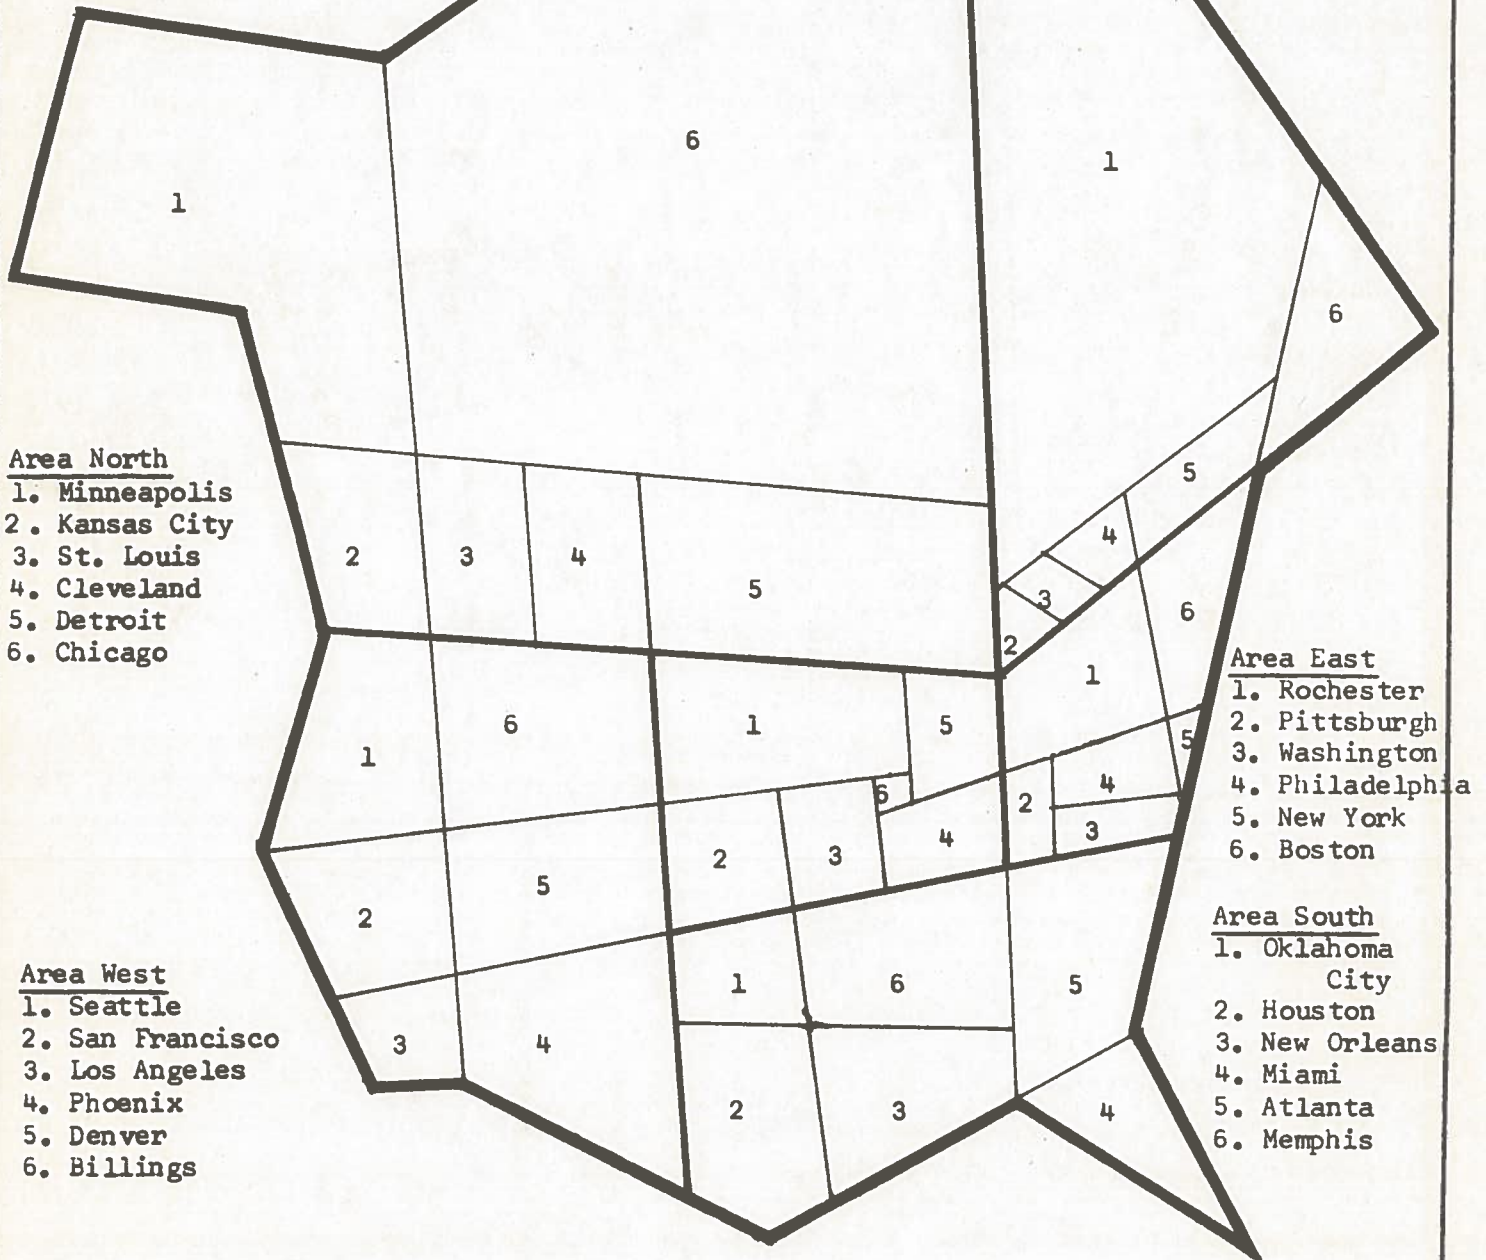 6
1
1
6
Area North
1. Minneapolis
2. Kansas City
3. St. Louis
4. Cleveland
5. Detroit
6. Chicago
2
3
4
5
5
4
3
2
6
1
1
6
1
5
6
2
3
4
2
4
3
5
2
5
3
4
Area East
1. Rochester
2. Pittsburgh
3. Washington
4. Philadelphia
5. New York
6. Boston
1
6
5
2
3
4
Area South
1. Oklahoma
City
2. Houston
3. New Orleans
4. Miami
5. Atlanta
6. Memphis
Area West
1. Seattle
2. San Francisco
3. Los Angeles
4. Phoenix
5. Denver
6. Billings